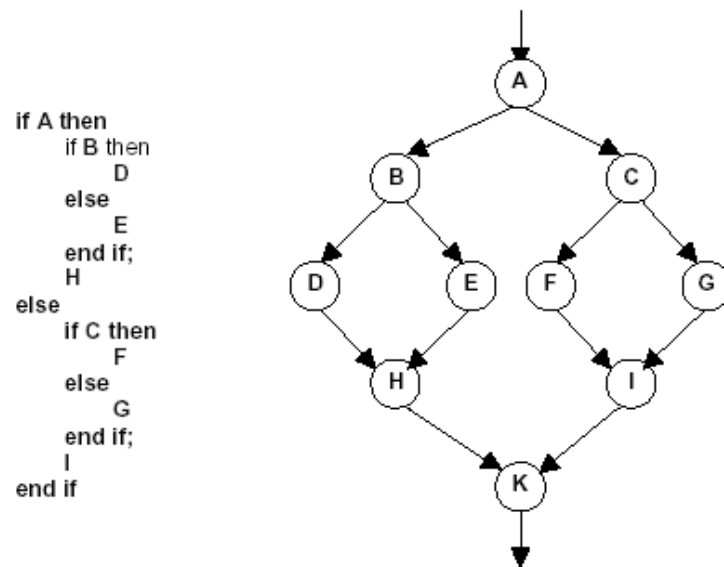 if A then
if B then
D
else
E
end if;
H
else
if C then
F
else
G
end if;
I
end if
A
B
C
D
E
F
G
H
I
K